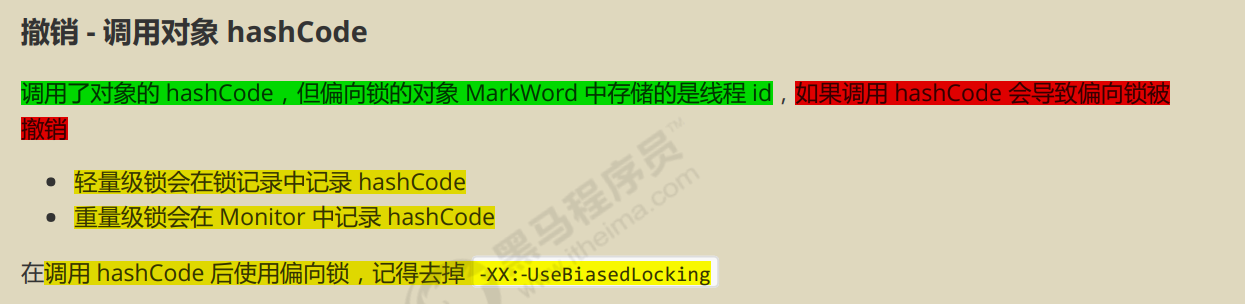 撤销 - 调用对象 hashCode
调用了对象的 hashCode，但偏向锁的对象 MarkWord 中存储的是线程 id，如果调用 hashCode 会导致偏向锁被
撤销
• 轻量级锁会在锁记录中记录 hashCode
• 重量级锁会在 Monitor 中记录 hashCode
在调用 hashCode 后使用偏向锁，记得去掉 -XX:-UseBiasedLocking
黑马程序员™
www.itheima.com